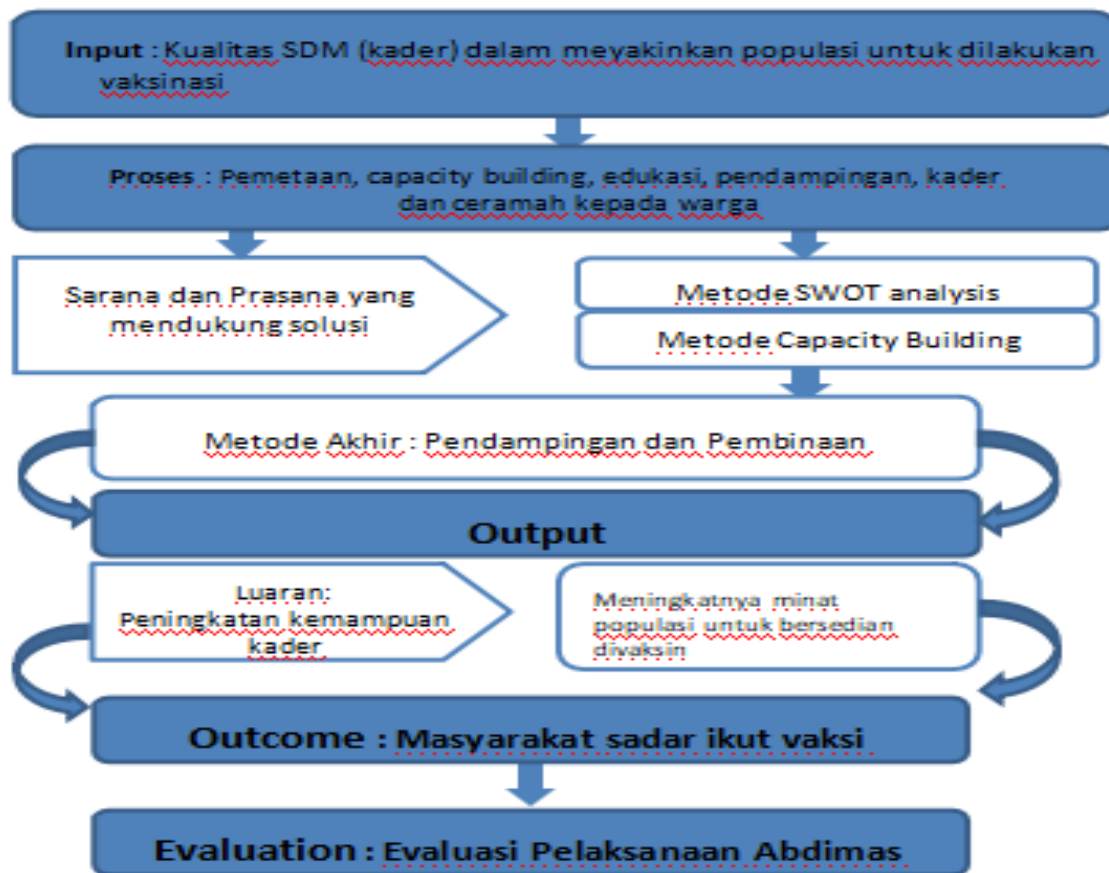 Input : Kualitas SDM (kader) dalam meyakinkan populasi untuk dilakukan
vaksinasi
Proses : Pemetaan, capacity building, edukasi, pendampingan, kader
dan ceramah kepada warga
Sarana dan Prasana yang
mendukung solusi
Metode SWOT analysis
Metode Capacity Building
Metode Akhir : Pendampingan dan Pembinaan
Output
Luaran:
Peningkatan kemampuan
kader
Meningkatnya minat
populasi untuk bersedian
divaksin
Outcome : Masyarakat sadar ikut vaksi
Evaluation : Evaluasi Pelaksanaan Abdimas